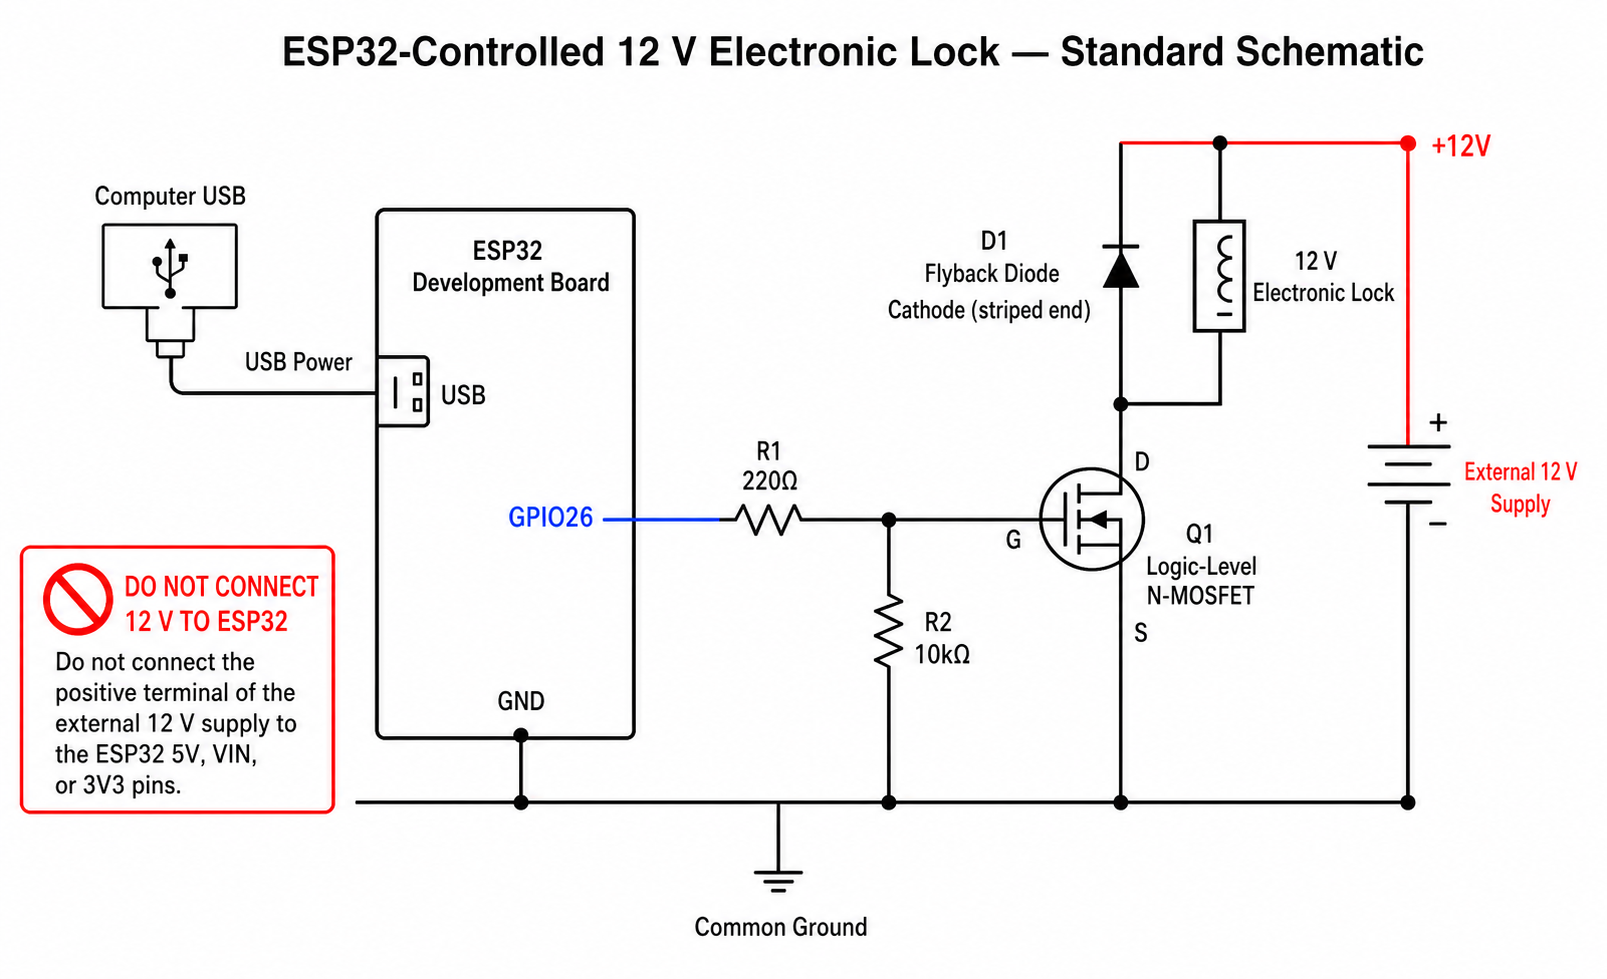 ESP32-Controlled 12 V Electronic Lock — Standard Schematic
+12V
Computer USB
ESP32
Development Board
D1
Flyback Diode
Cathode (striped end)
12 V
Electronic Lock
USB Power
USB
+
R1
220Ω
D
External 12 V
Supply
GPIO26
–
G
Q1
Logic-Level
N-MOSFET
DO NOT CONNECT
12 V TO ESP32
Do not connect the
positive terminal of the
external 12 V supply to
the ESP32 5V, VIN,
or 3V3 pins.
R2
10kΩ
S
GND
Common Ground